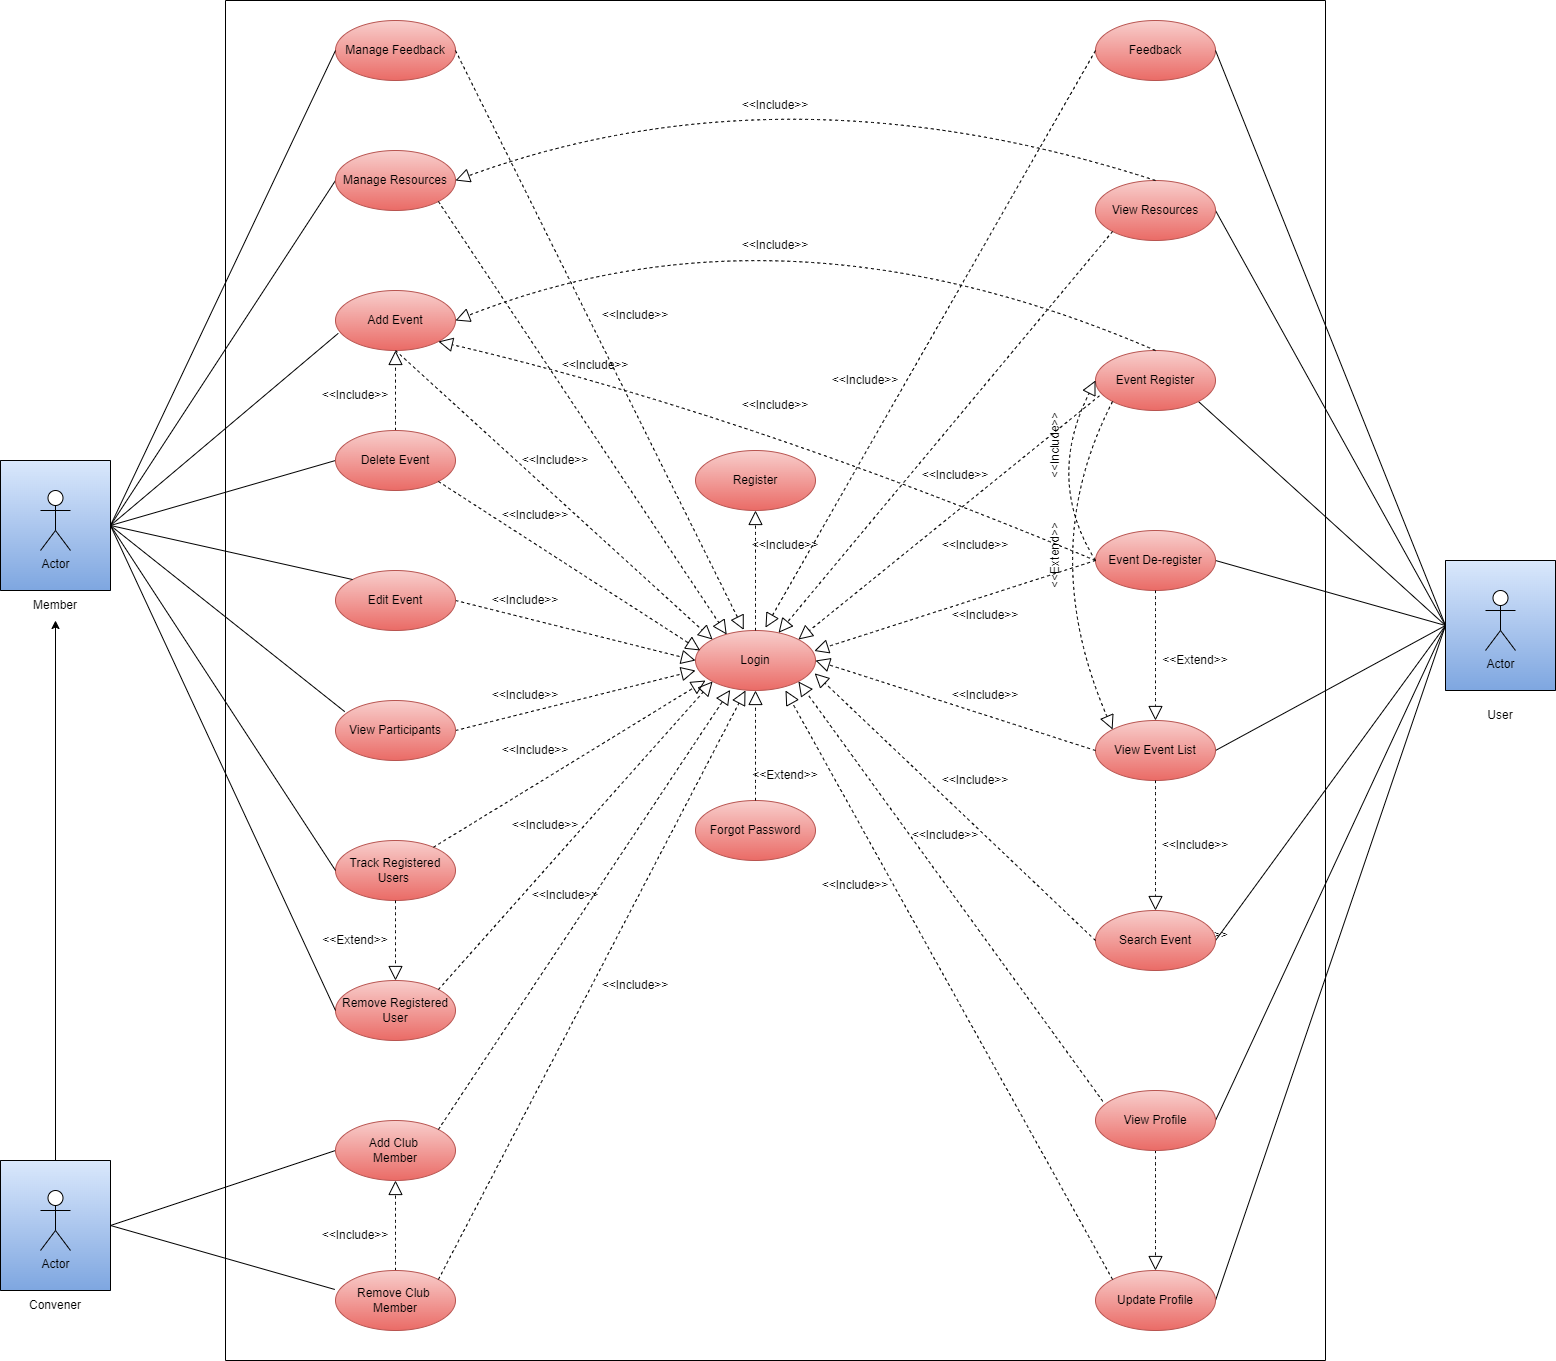 Manage Feedback
Feedback
<<Include>>
Manage Resources
View Resources
<<Include>>
Add Event
<<Include>>
<<Include>>
<<Include>>
Event Register
<<Include>>
<<Include>>
<<Include>>
Delete Event
<<Include>>
<<Include>>
<<Include>>
Register
<<Include>>
<<Include>>
<<Include>>
<<Extend>>
Event De-register
Actor
Member
Edit Event
<<Include>>
<<Include>>
Login
<<Extend>>
Actor
User
<<Include>>
<<Include>>
View Participants
<<Include>>
View Event List
<<Extend>>
<<Include>>
<<Include>>
Forgot Password
<<Include>>
<<Include>>
Track Registered
Users
<<Include>>
<<Include>>
<<Extend>>
Search Event
>>
<<Include>>
Remove Registered
User
View Profile
Add Club
Member
<<Include>>
Actor
Convener
Remove Club
Member
Update Profile